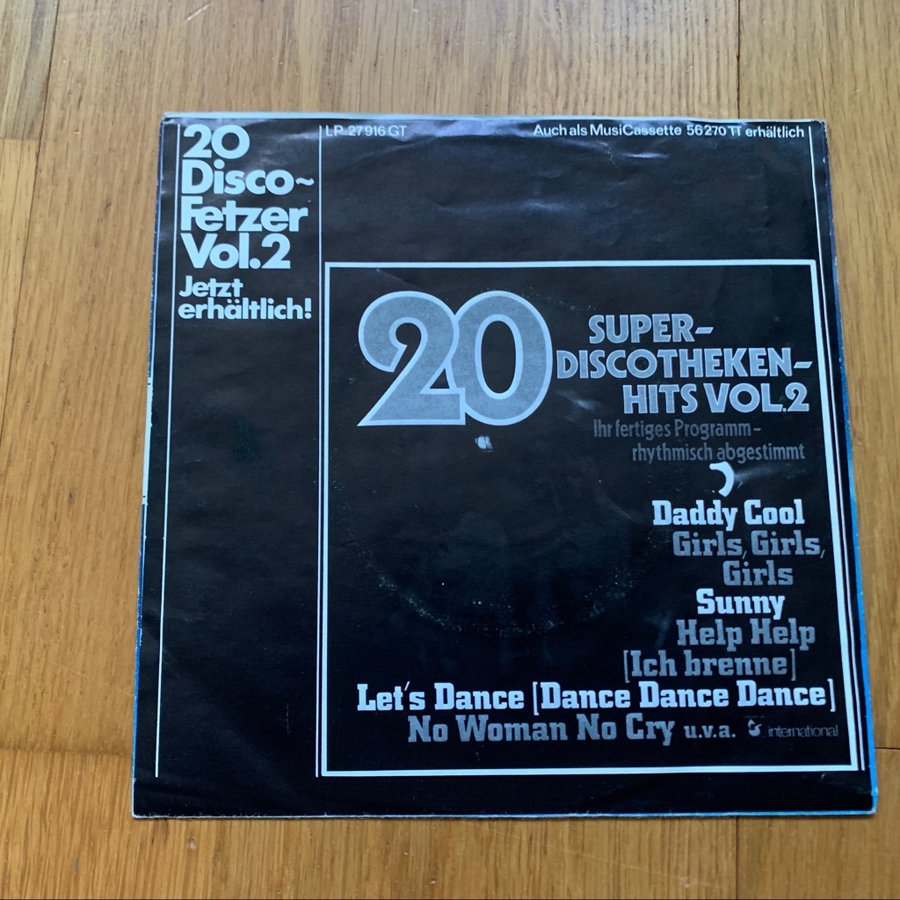 20
Disco-
Fetzer
Vol.2
Jetzt
erhältlich!
LP 27 916 GT
Auch als MusiCassette 56 270 TT erhältlich
20
SUPER-
DISCOTHEKEN-
HITS VOL.2
Ihr fertiges Programm-
rhythmisch abgestimmt
Daddy Cool
Girls, Girls,
Girls
Sunny
Help Help
[Ich brenne]
Let's Dance [Dance Dance Dance]
No Woman No Cry u.v.a. international